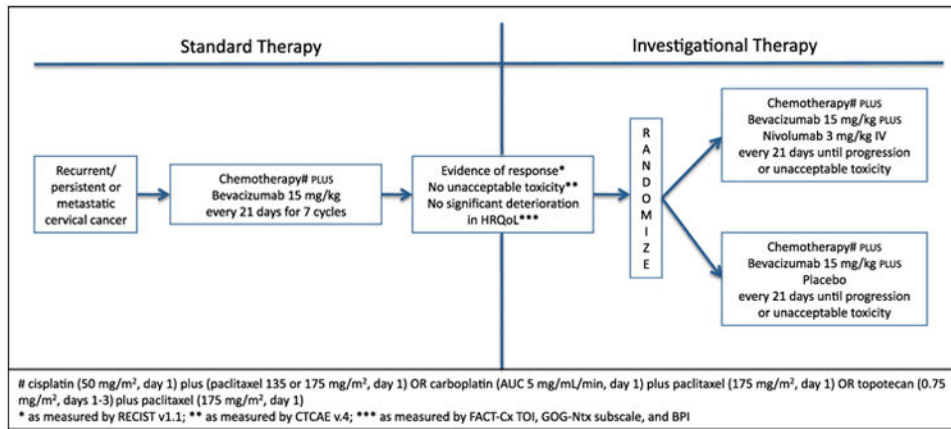 Standard Therapy
Investigational Therapy
Recurrent/
persistent or
metastatic
cervical cancer
Chemotherapy# PLUS
Bevacizumab 15 mg/kg
every 21 days for 7 cycles
Evidence of response*
No unacceptable toxicity**
No significant deterioration
in HRQoL***
R
A
N
D
O
M
I
Z
E
Chemotherapy# PLUS
Bevacizumab 15 mg/kg PLUS
Nivolumab 3 mg/kg IV
every 21 days until progression
or unacceptable toxicity
Chemotherapy# PLUS
Bevacizumab 15 mg/kg PLUS
Placebo
every 21 days until progression
or unacceptable toxicity
# cisplatin (50 mg/m², day 1) plus (paclitaxel 135 or 175 mg/m², day 1) OR carboplatin (AUC 5 mg/mL/min, day 1) plus paclitaxel (175 mg/m², day 1) OR topotecan (0.75
mg/m², days 1-3) plus paclitaxel (175 mg/m², day 1)
* as measured by RECIST v1.1; ** as measured by CTCAE v.4; *** as measured by FACT-Cx TOI, GOG-Ntx subscale, and BPI